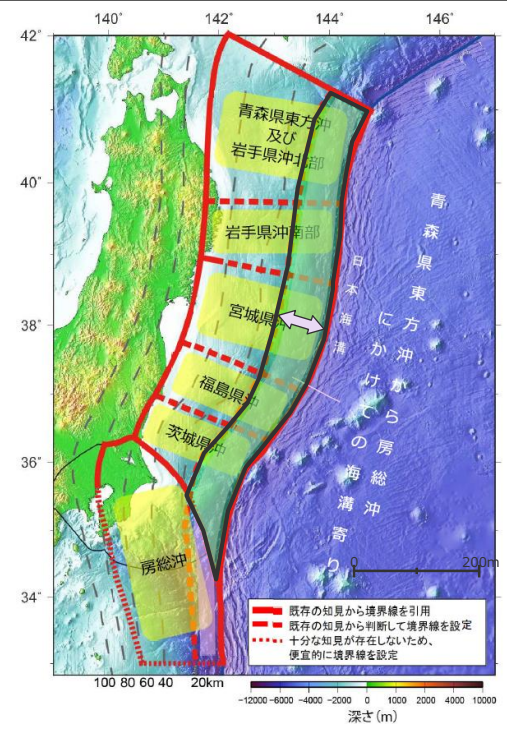 140°
142°
144°
146°
42°
40°
38°
36°
34°
青森県東方沖
及び
岩手県沖北部
岩手県沖南部
宮城県沖
福島県沖
茨城県沖
房総沖
日本海溝
青森県東方沖から房総沖
にかけての海溝寄り
0
200m
既存の知見から境界線を引用
既存の知見から判断して境界線を設定
十分な知見が存在しないため、
便宜的に境界線を設定
100 80 60 40 20km
-12000 -6000 -4000 -2000 0 1000 2000 4000 10000
深さ(m)